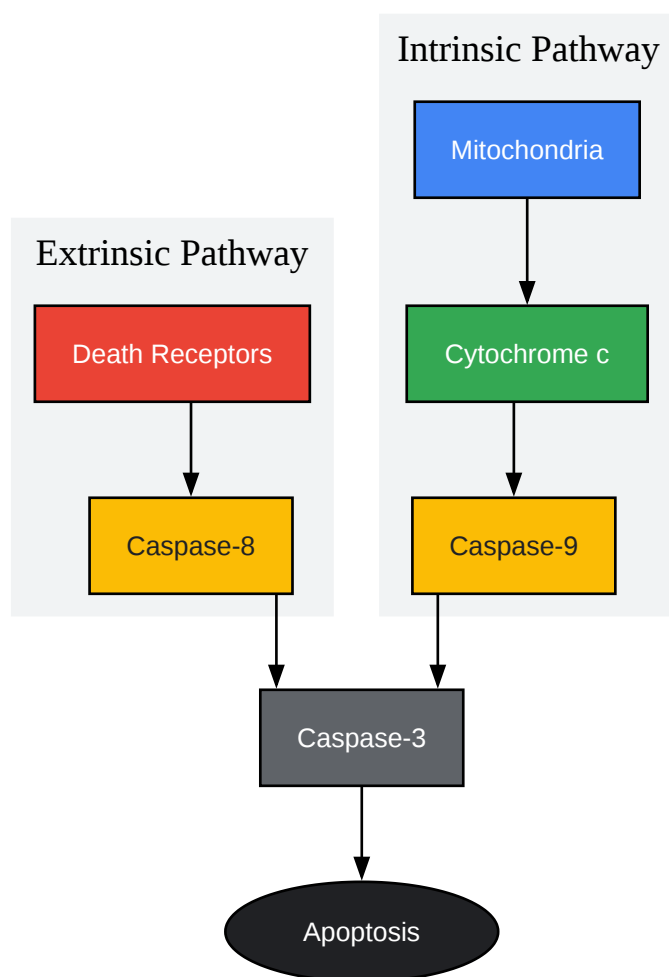 Intrinsic Pathway
Mitochondria
Extrinsic Pathway
Death Receptors
Cytochrome c
Caspase-8
Caspase-9
Caspase-3
Apoptosis